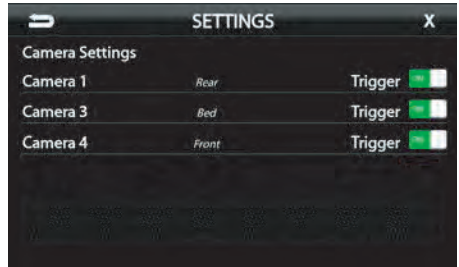 SETTINGS X
Camera Settings
Camera 1 Rear Trigger
Camera 3 Bed Trigger
Camera 4 Front Trigger